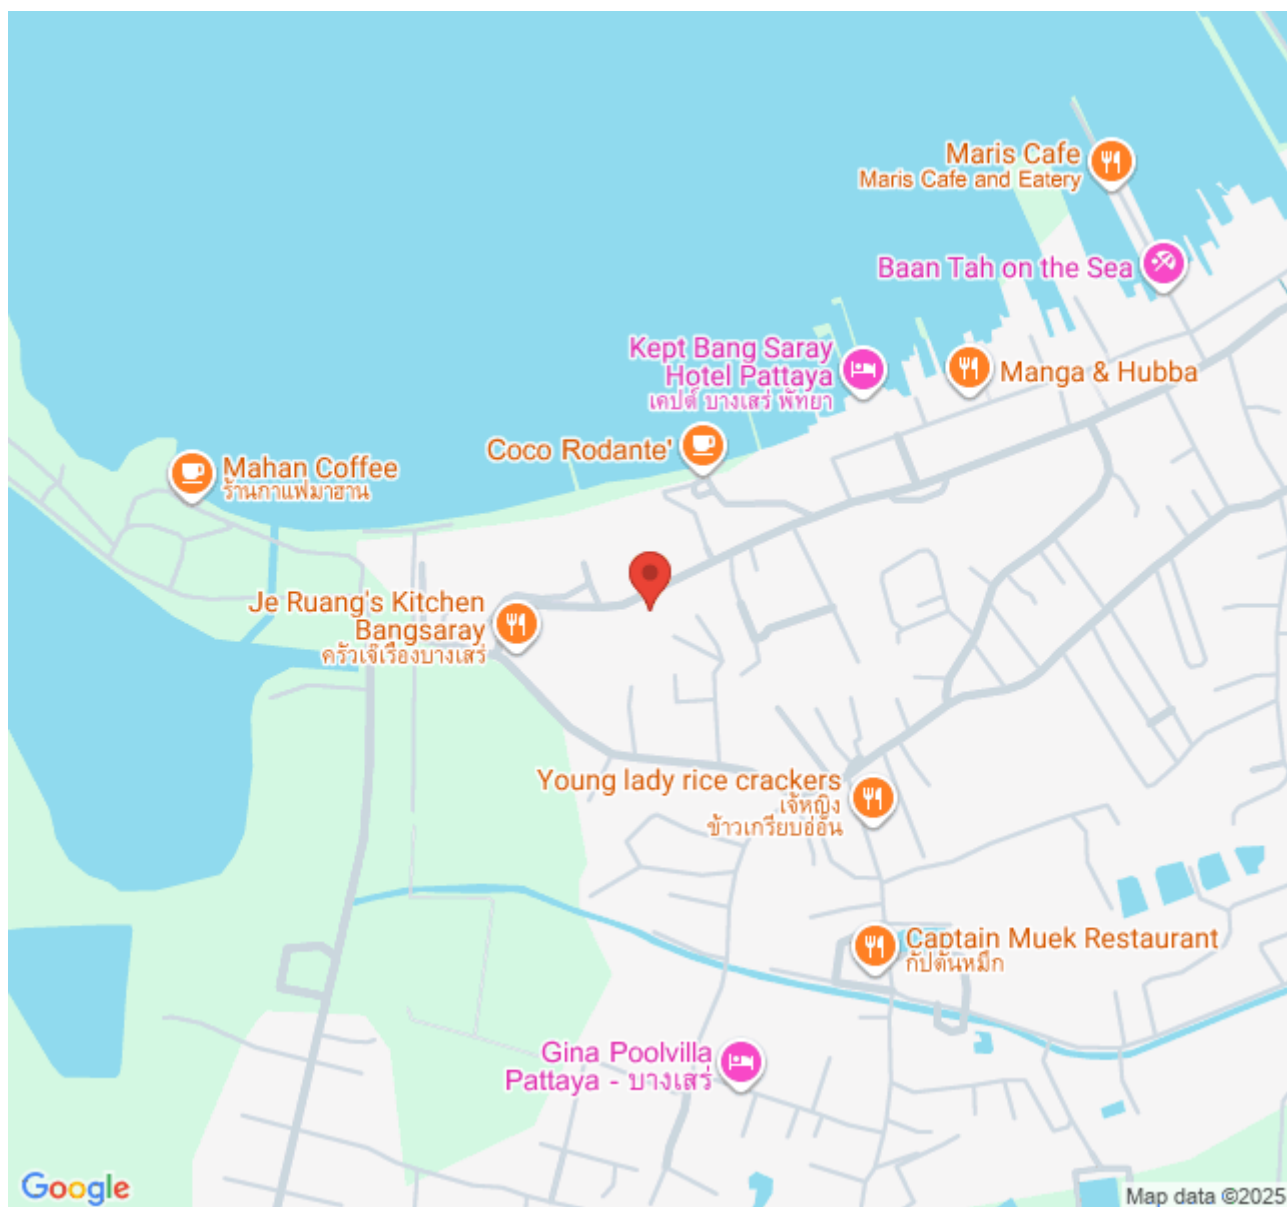 Maris Cafe
Maris Cafe and Eatery
Baan Tah on the Sea
Kept Bang Saray
Hotel Pattaya
เคปต์ บางเสร่ พัทยา
Manga & Hubba
Coco Rodante'
Mahan Coffee
ร้านกาแฟมาฮาน
Je Ruang's Kitchen
Bangsaray
ครัวเจ๊เรืองบางเสร่
Young lady rice crackers
เจ้หญิง
ข้าวเกรียบอ่อน
Captain Muek Restaurant
กัปตันหมึก
Gina Poolvilla
Pattaya - บางเสร่
Google
Map data ©2025